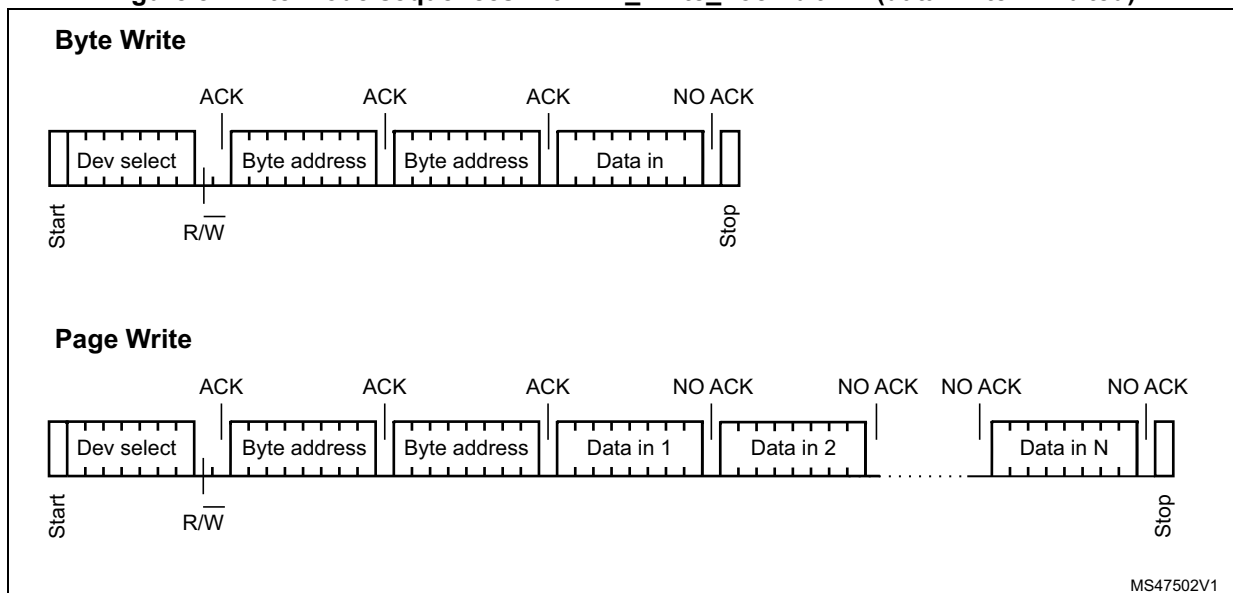 Byte Write
ACK ACK ACK NO ACK
Dev select Byte address Byte address Data in
Start R/W Stop
Page Write
ACK ACK ACK NO ACK NO ACK NO ACK NO ACK
Dev select Byte address Byte address Data in 1 Data in 2 Data in N
Start R/W Stop
MS47502V1